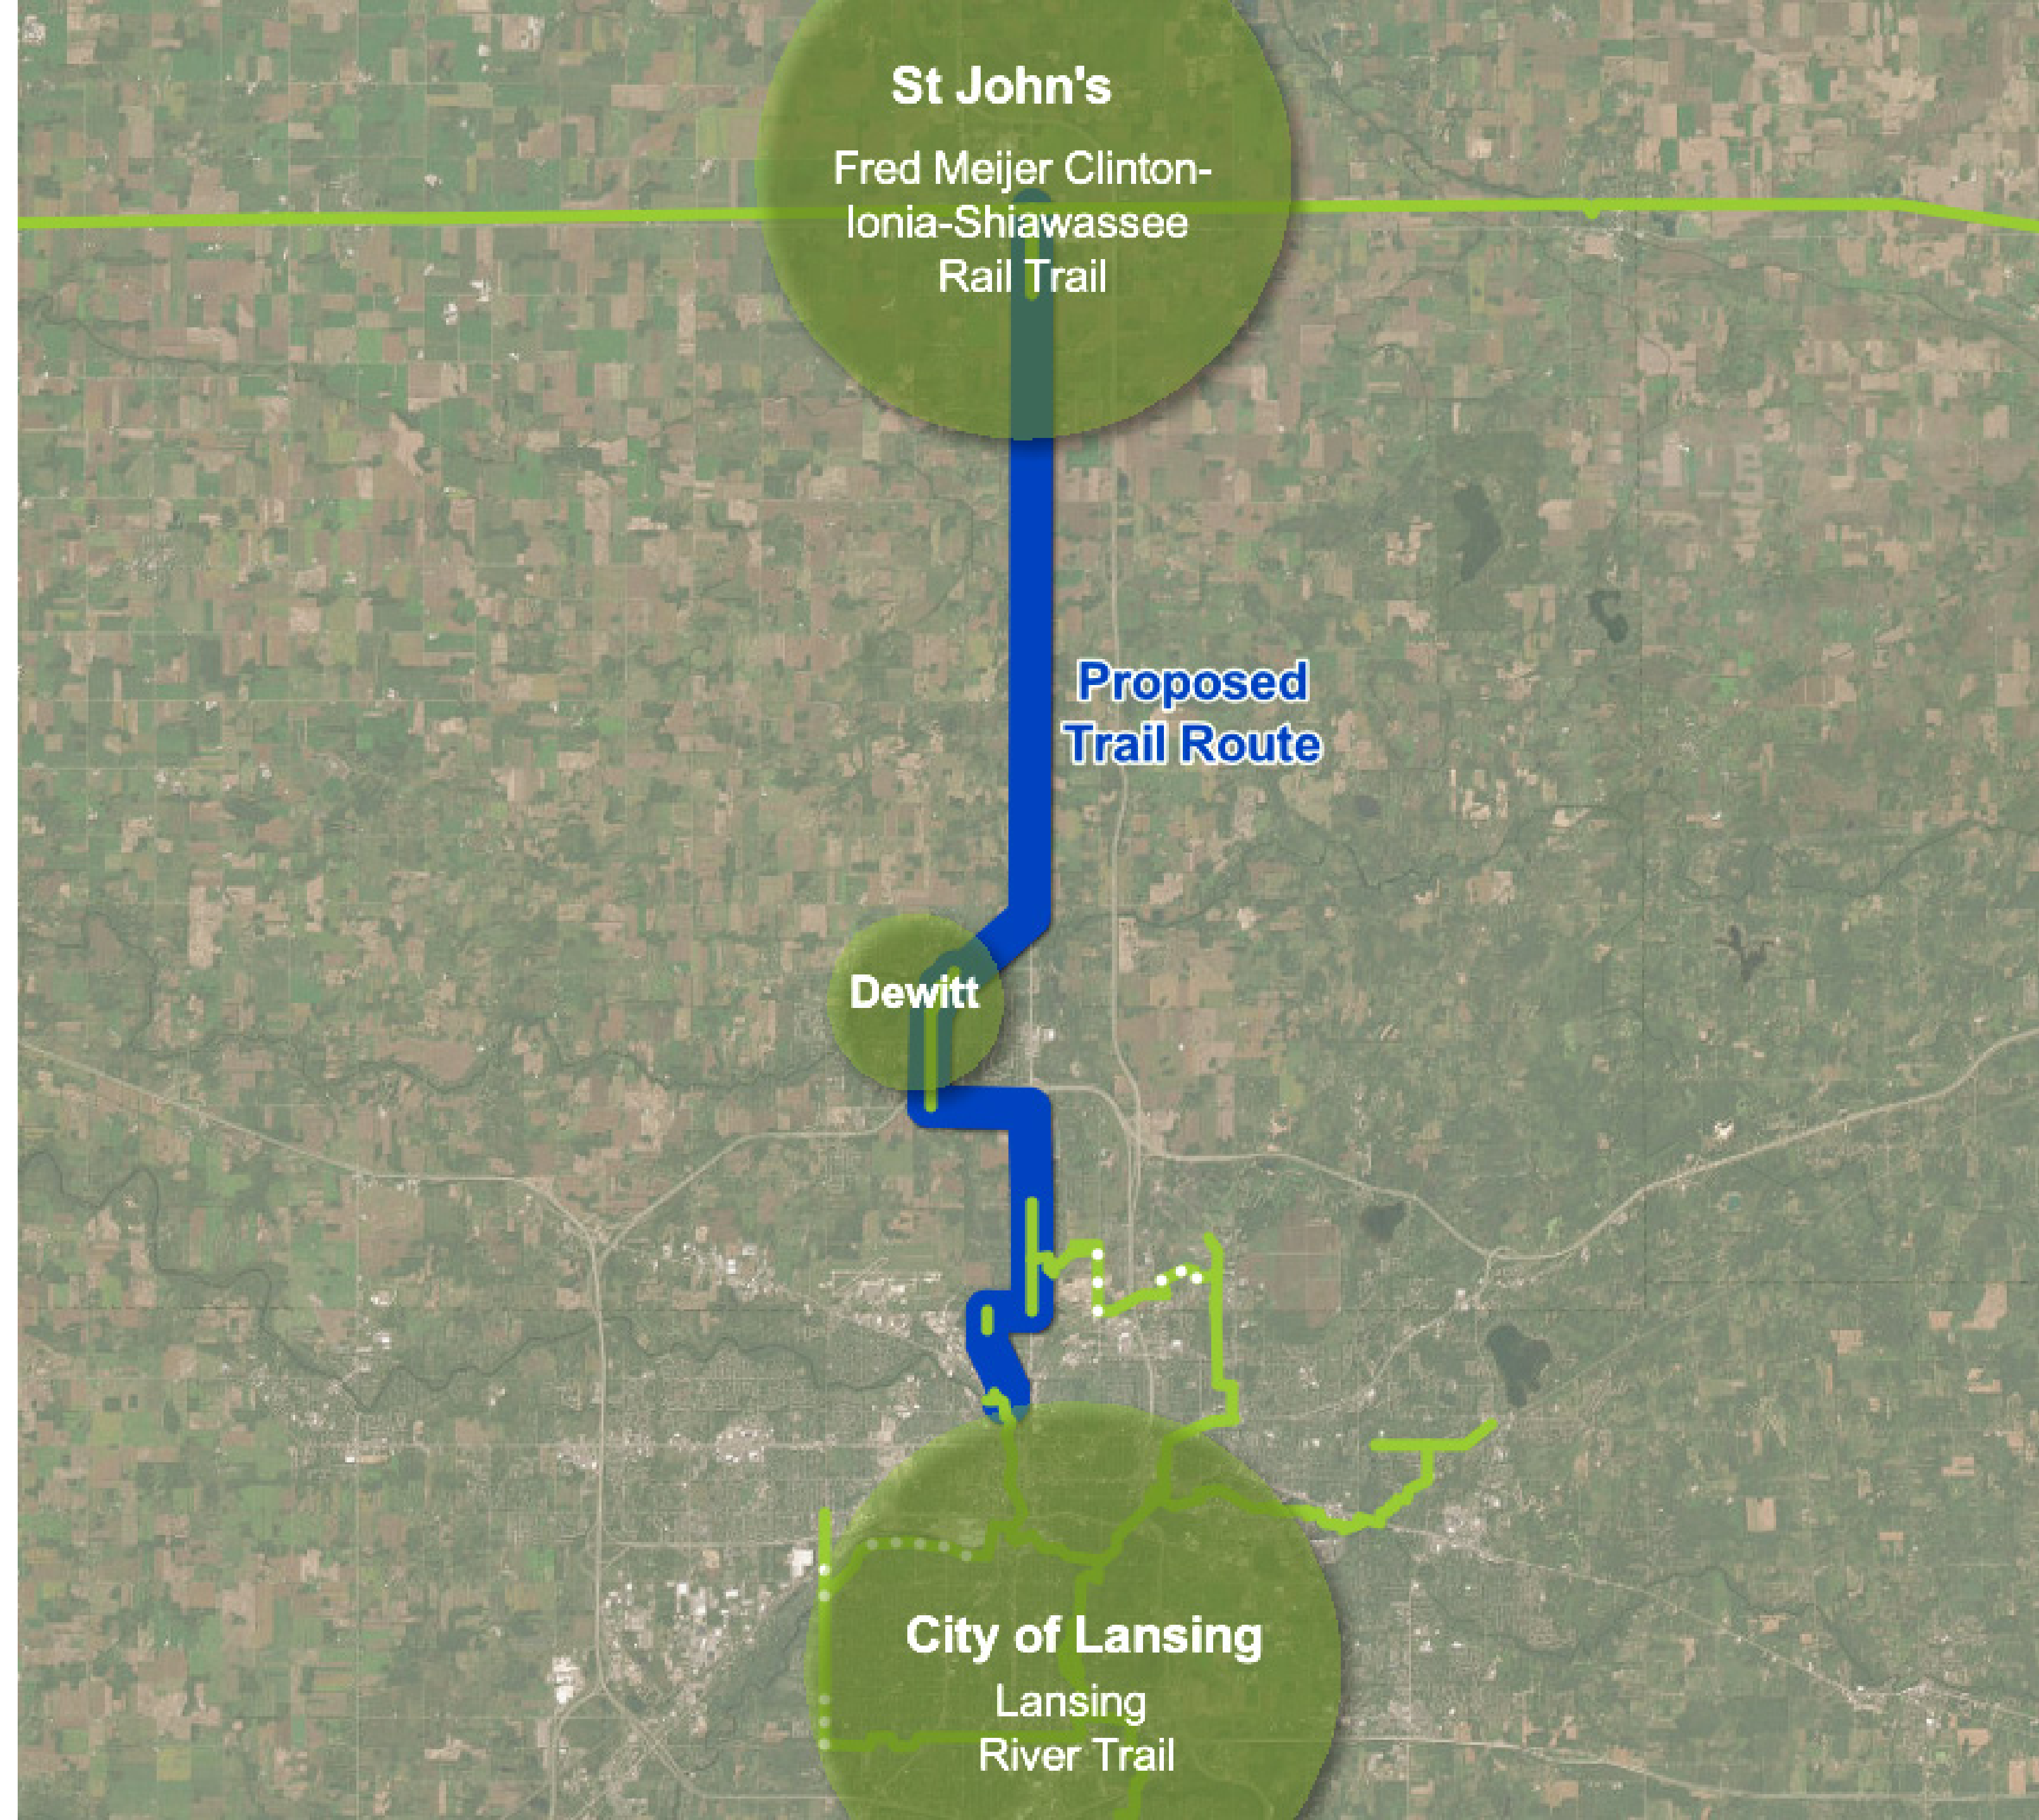 St John's
Fred Meijer Clinton-
Ionia-Shiawassee
Rail Trail
Proposed
Trail Route
Dewitt
City of Lansing
Lansing
River Trail